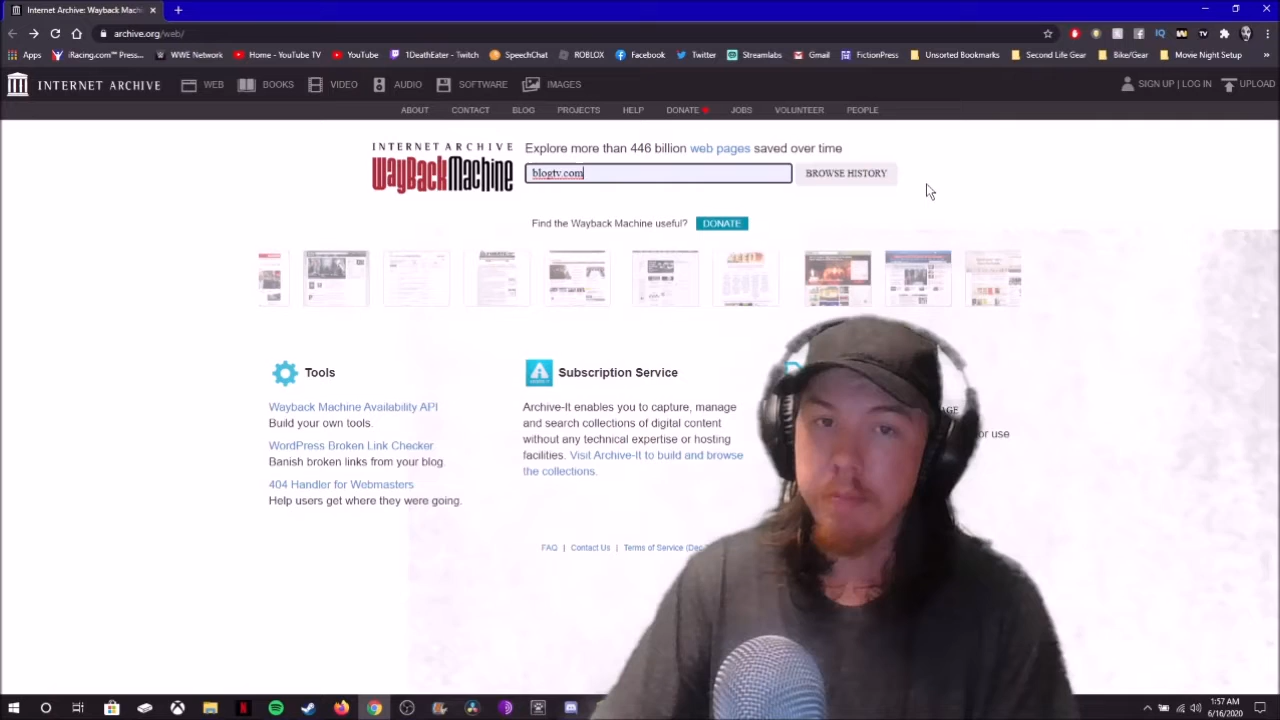 Internet Archive: Wayback Machi
archive.org/web/
Apps
iRacing.com™ Press...
WWE Network
Home - YouTube TV
YouTube
1DeathEater - Twitch
SpeechChat
ROBLOX
Facebook
Twitter
Streamlabs
Gmail
FictionPress
Unsorted Bookmarks
Second Life Gear
Bike/Gear
Movie Night Setup
INTERNET ARCHIVE
WEB
BOOKS
VIDEO
AUDIO
SOFTWARE
IMAGES
SIGN UP | LOG IN
UPLOAD
ABOUT
CONTACT
BLOG
PROJECTS
HELP
DONATE
JOBS
VOLUNTEER
PEOPLE
INTERNET ARCHIVE
WayBackMachine
Explore more than 446 billion web pages saved over time
blogtv.com
BROWSE HISTORY
Find the Wayback Machine useful?
DONATE
Tools
Wayback Machine Availability API
Build your own tools.
WordPress Broken Link Checker
Banish broken links from your blog.
404 Handler for Webmasters
Help users get where they were going.
Subscription Service
Archive-It enables you to capture, manage
and search collections of digital content
without any technical expertise or hosting
facilities. Visit Archive-It to build and browse
the collections.
or use
FAQ | Contact Us | Terms of Service (Dec
1:57 AM
6/16/2020